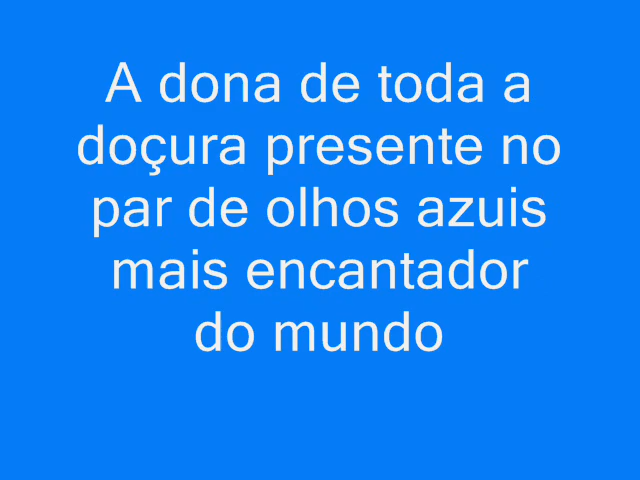 A dona de toda a
doçura presente no
par de olhos azuis
mais encantador
do mundo